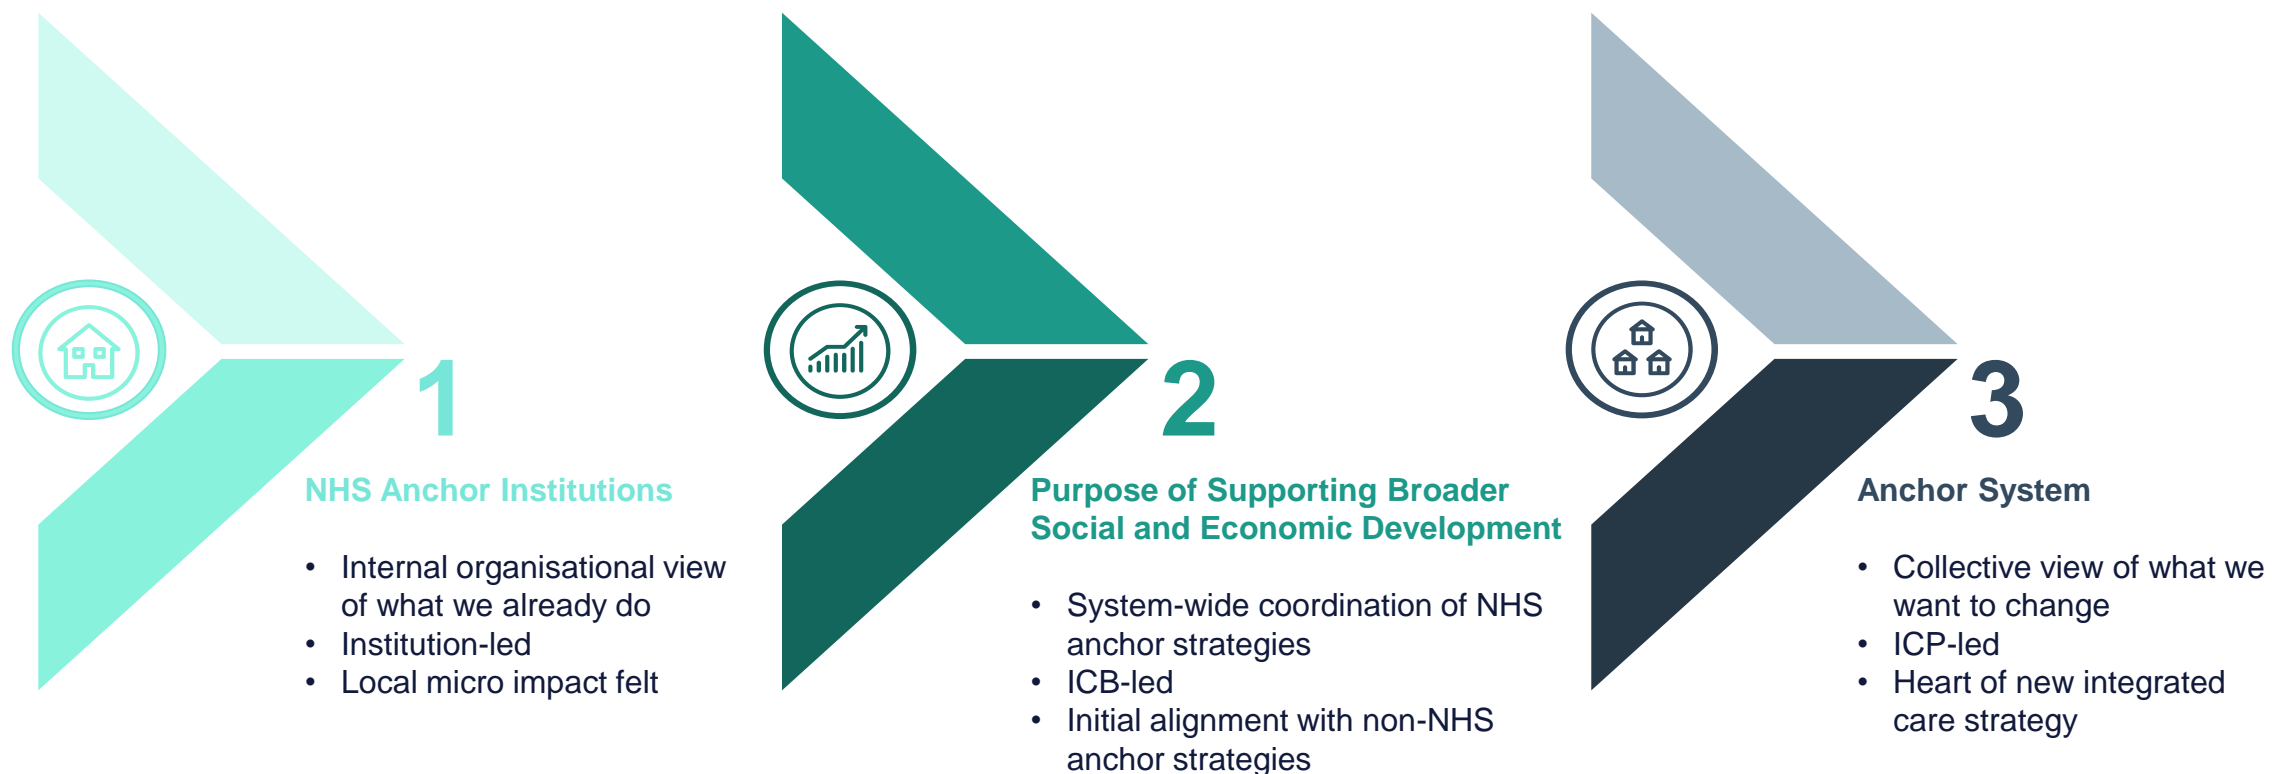 1
NHS Anchor Institutions
• Internal organisational view
of what we already do
• Institution-led
• Local micro impact felt
2
Purpose of Supporting Broader
Social and Economic Development
• System-wide coordination of NHS
anchor strategies
• ICB-led
• Initial alignment with non-NHS
anchor strategies
3
Anchor System
• Collective view of what we
want to change
• ICP-led
• Heart of new integrated
care strategy